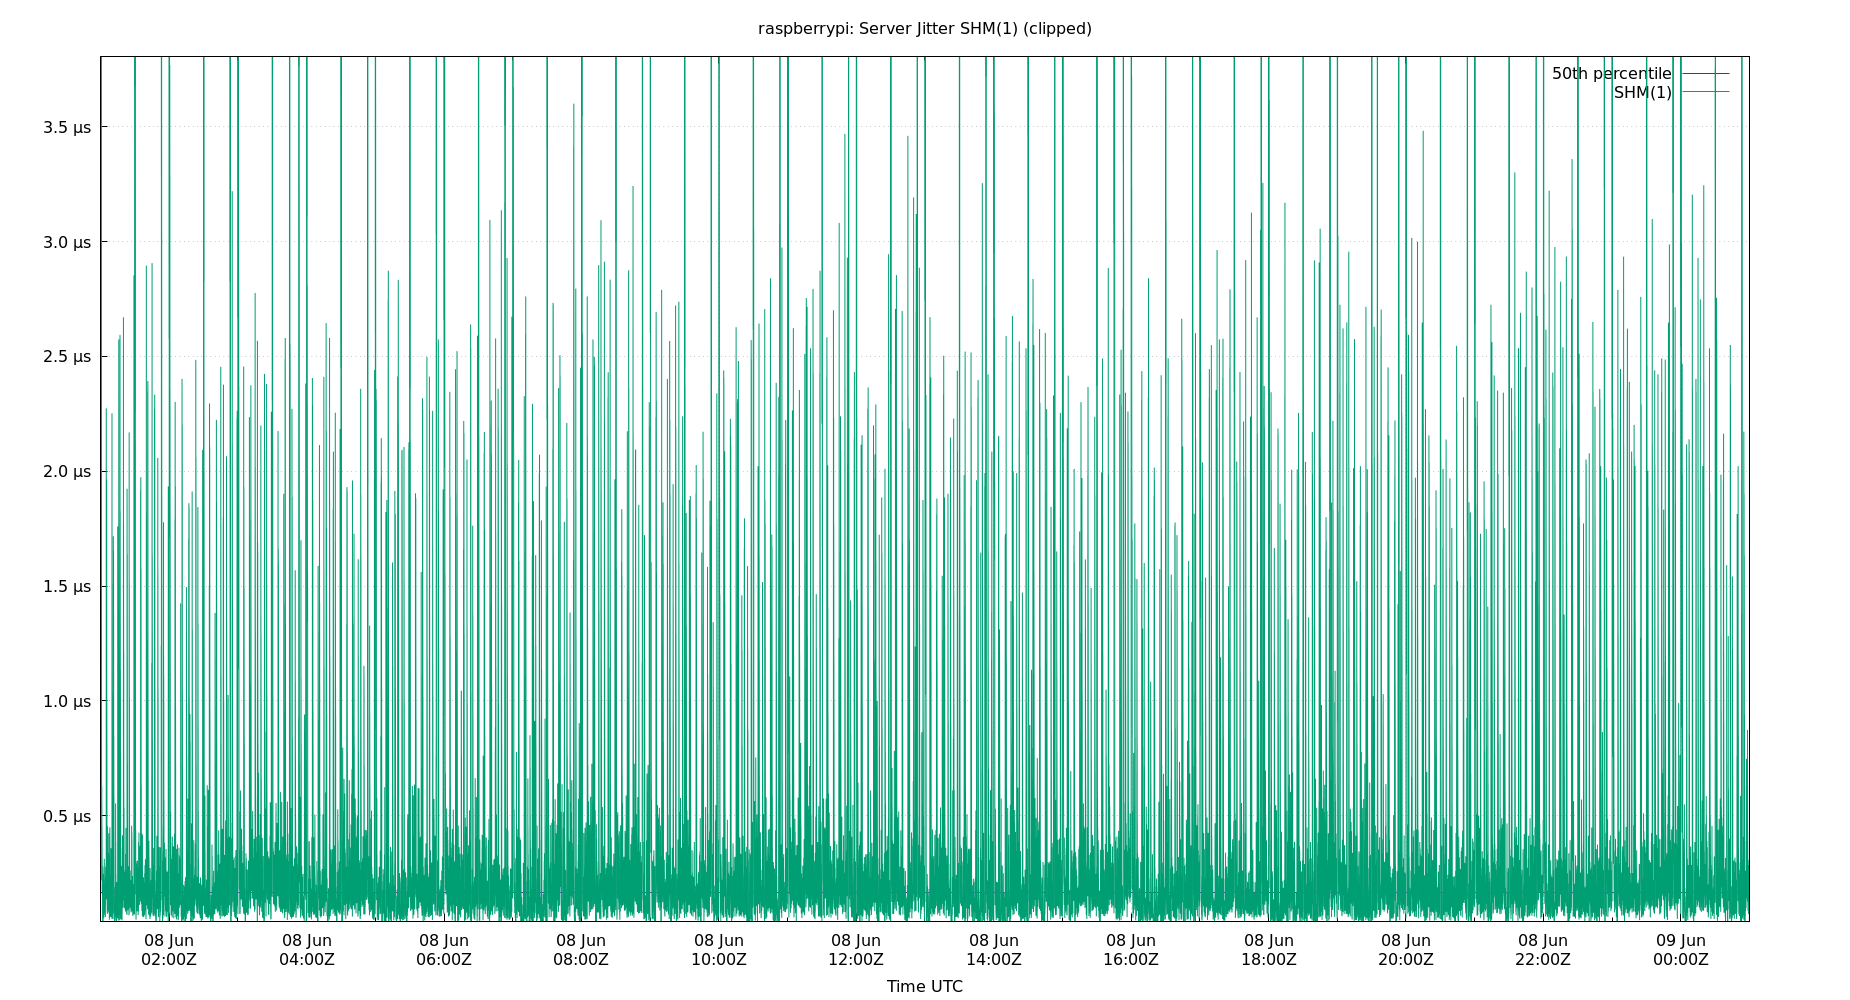 raspberrypi: Server Jitter SHM(1) (clipped)
50th percentile
SHM(1)
3.5 µs
3.0 µs
2.5 µs
2.0 µs
1.5 µs
1.0 µs
0.5 µs
08 Jun 08 Jun 08 Jun 08 Jun 08 Jun 08 Jun 08 Jun 08 Jun 08 Jun 08 Jun 08 Jun 09 Jun
02:00Z 04:00Z 06:00Z 08:00Z 10:00Z 12:00Z 14:00Z 16:00Z 18:00Z 20:00Z 22:00Z 00:00Z
Time UTC